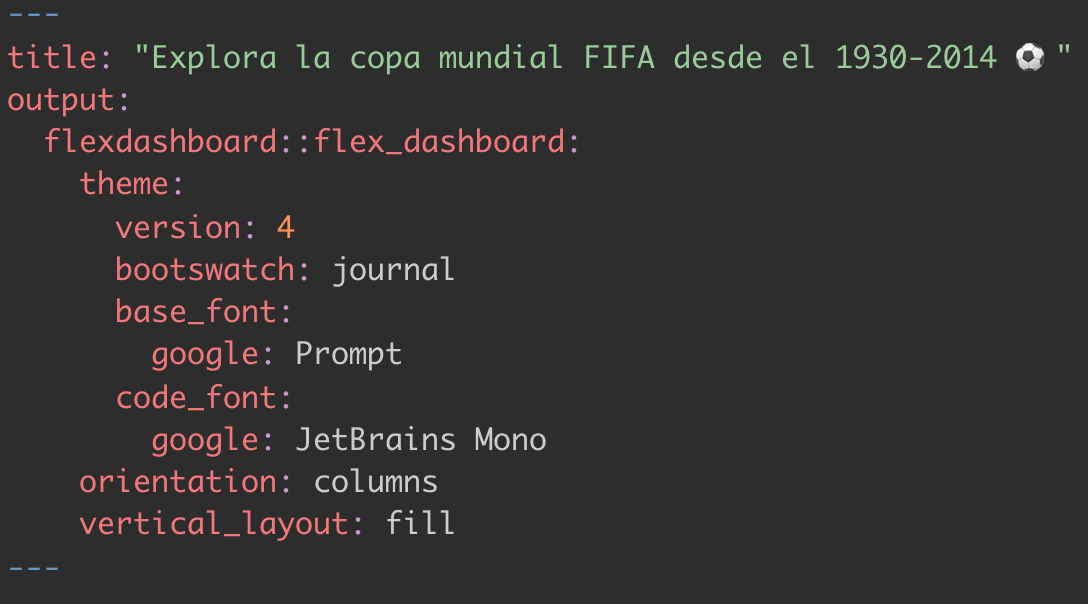 ---
title: "Explora la copa mundial FIFA desde el 1930-2014 ⚽ "
output:
  flexdashboard::flex_dashboard:
    theme:
      version: 4
      bootswatch: journal
      base_font:
        google: Prompt
      code_font:
        google: JetBrains Mono
    orientation: columns
    vertical_layout: fill
---